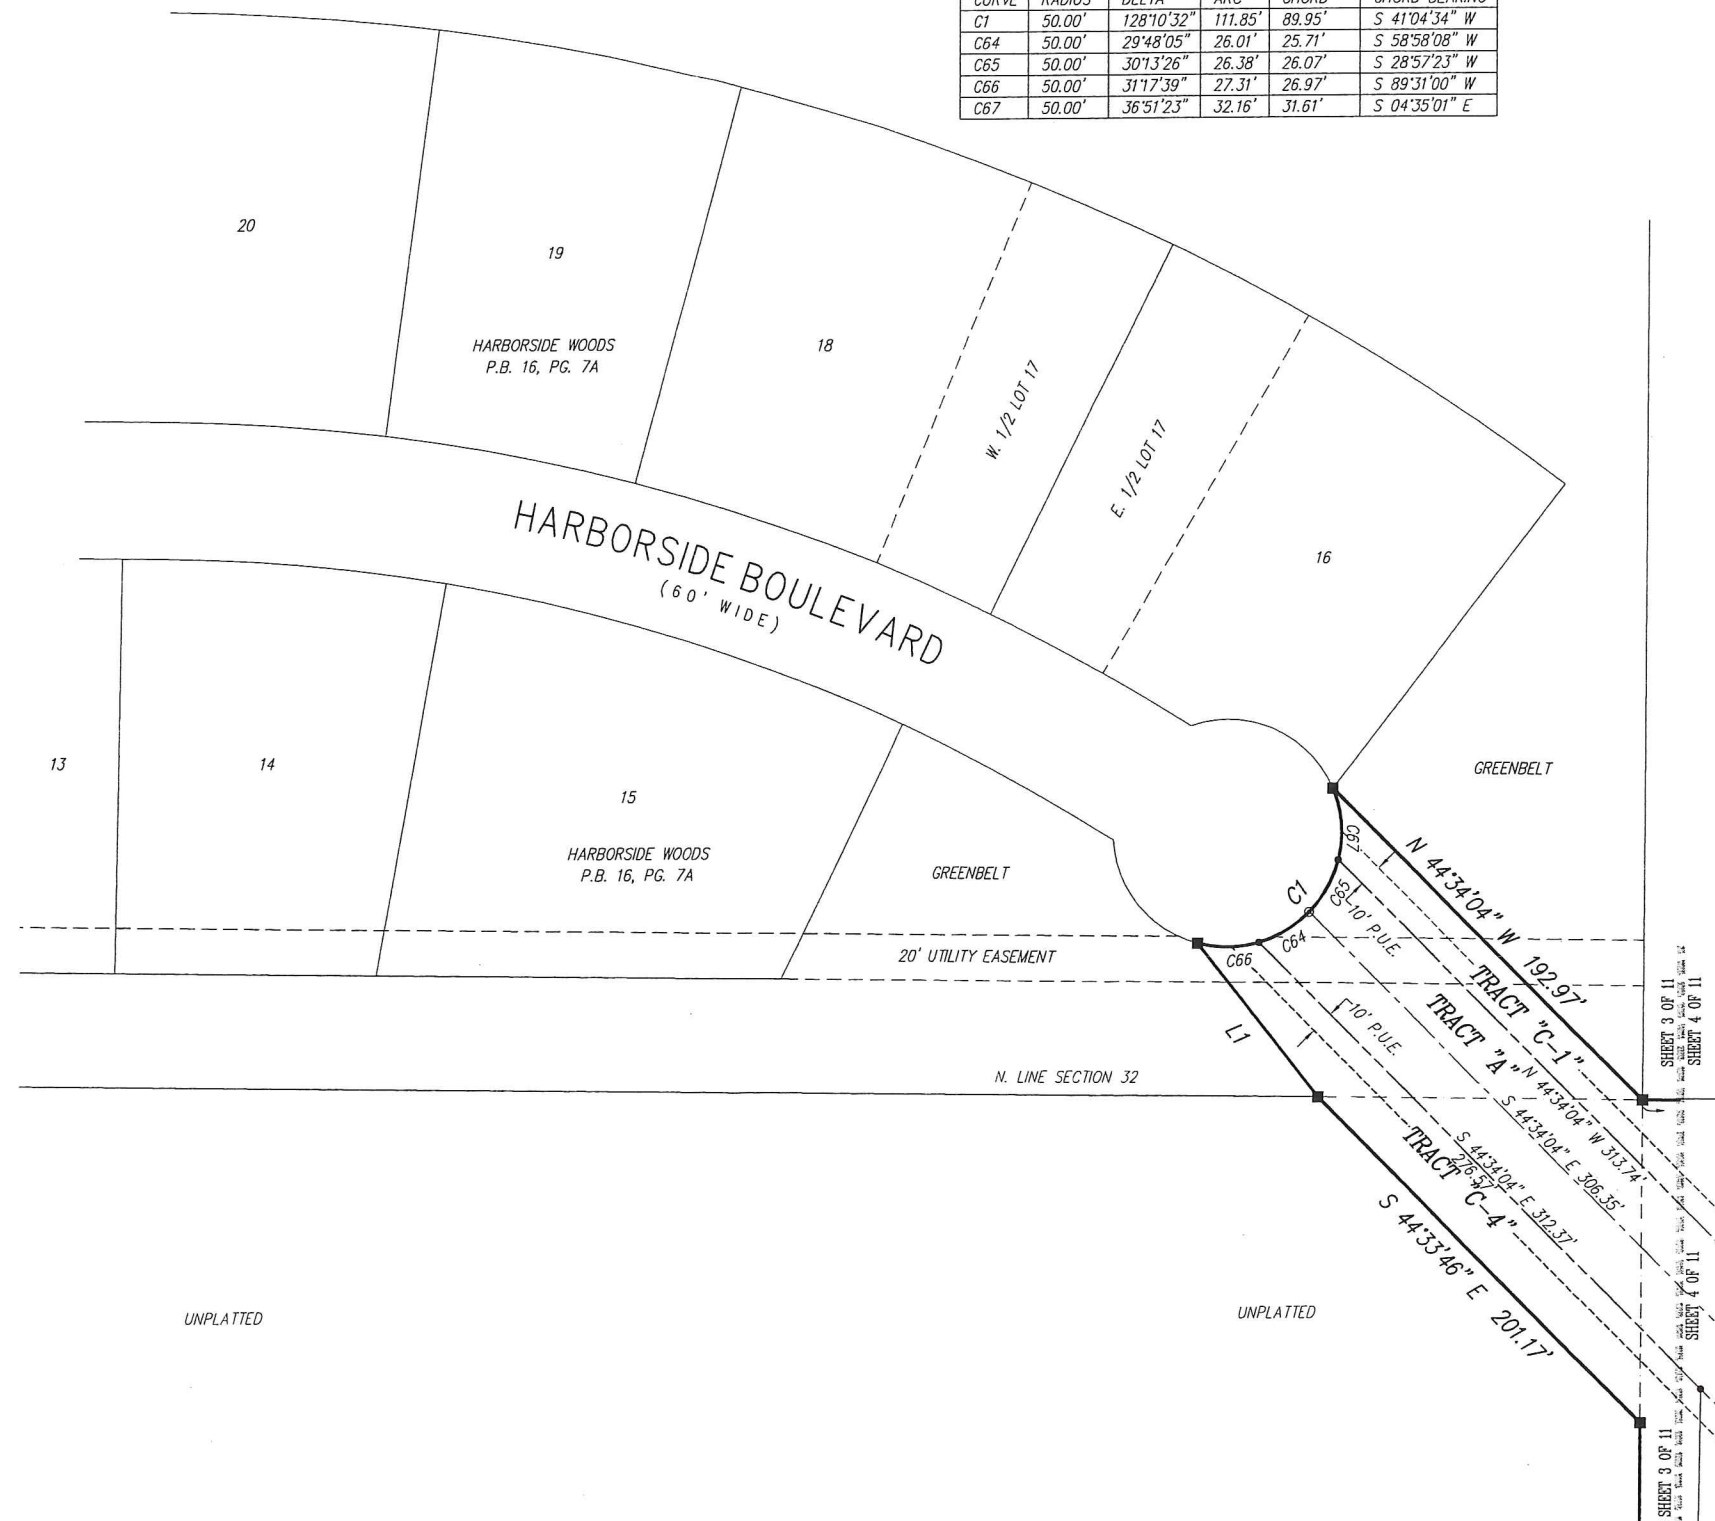 CURVE RADIUS DELTA ARC CHORD CHORD BEARING
C1 50.00' 128°10'32" 111.85' 89.95' S 41°04'34" W
C64 50.00' 29°48'05" 26.01' 25.71' S 58°58'08" W
C65 50.00' 30°13'26" 26.38' 26.07' S 28°57'23" W
C66 50.00' 31°17'39" 27.31' 26.97' S 89°31'00" W
C67 50.00' 36°51'23" 32.16' 31.61' S 04°35'01" E
20
19
HARBORSIDE WOODS
P.B. 16, PG. 7A
18
W. 1/2 LOT 17
E. 1/2 LOT 17
16
HARBORSIDE BOULEVARD
(60' WIDE)
13
14
15
HARBORSIDE WOODS
P.B. 16, PG. 7A
GREENBELT
GREENBELT
C67
N 44°34'04" W 192.97'
C1
C65
10' P.U.E.
C64
C66
20' UTILITY EASEMENT
L1
10' P.U.E.
TRACT "C-1"
TRACT "A"
N 44°34'04" W 313.74'
S 44°34'04" E 306.35'
S 44°34'04" E 312.37'
276.57'
TRACT "C-4"
N. LINE SECTION 32
S 44°33'46" E 201.17'
UNPLATTED
UNPLATTED
SHEET 3 OF 11
SHEET 4 OF 11
SHEET 4 OF 11
SHEET 3 OF 11